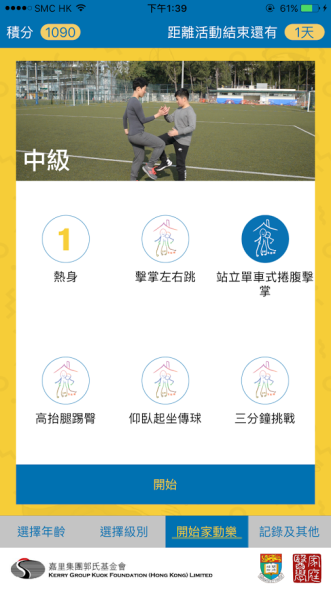 SMC HK 下午1:39 61%
積分 1090 距離活動結束還有 1天
中級
1
熱身 擊掌左右跳 站立單車式捲腹擊掌
高抬腿踢臀 仰臥起坐傳球 三分鐘挑戰
開始
選擇年齡 選擇級別 開始家動樂 記錄及其他
嘉里集團郭氏基金會
KERRY GROUP KUOK FOUNDATION (HONG KONG) LIMITED
家庭醫學